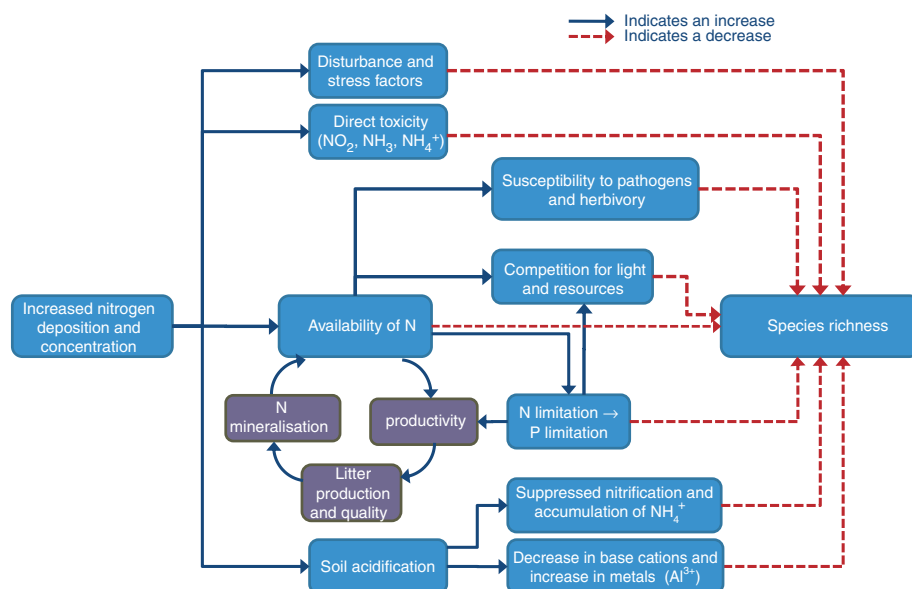 Indicates an increase
Indicates a decrease
Disturbance and
stress factors
Direct toxicity
(NO₂, NH₃, NH₄⁺)
Susceptibility to pathogens
and herbivory
Competition for light
and resources
Increased nitrogen
deposition and
concentration
Availability of N
Species richness
N
mineralisation
productivity
N limitation →
P limitation
Litter
production
and quality
Suppressed nitrification and
accumulation of NH₄⁺
Soil acidification
Decrease in base cations and
increase in metals (Al³⁺)